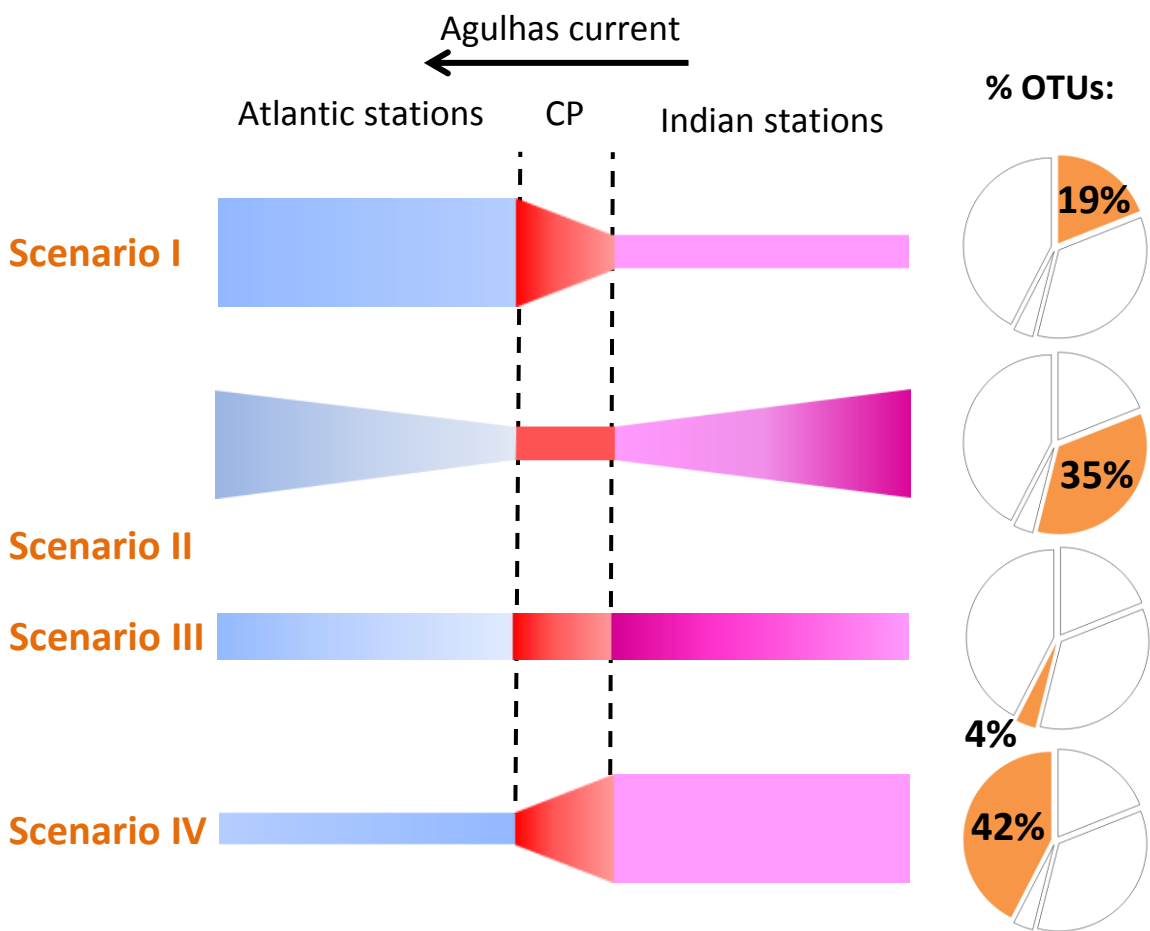 Agulhas current
% OTUs:
Atlantic stations
CP
Indian stations
Scenario I
19%
35%
Scenario II
Scenario III
4%
Scenario IV
42%